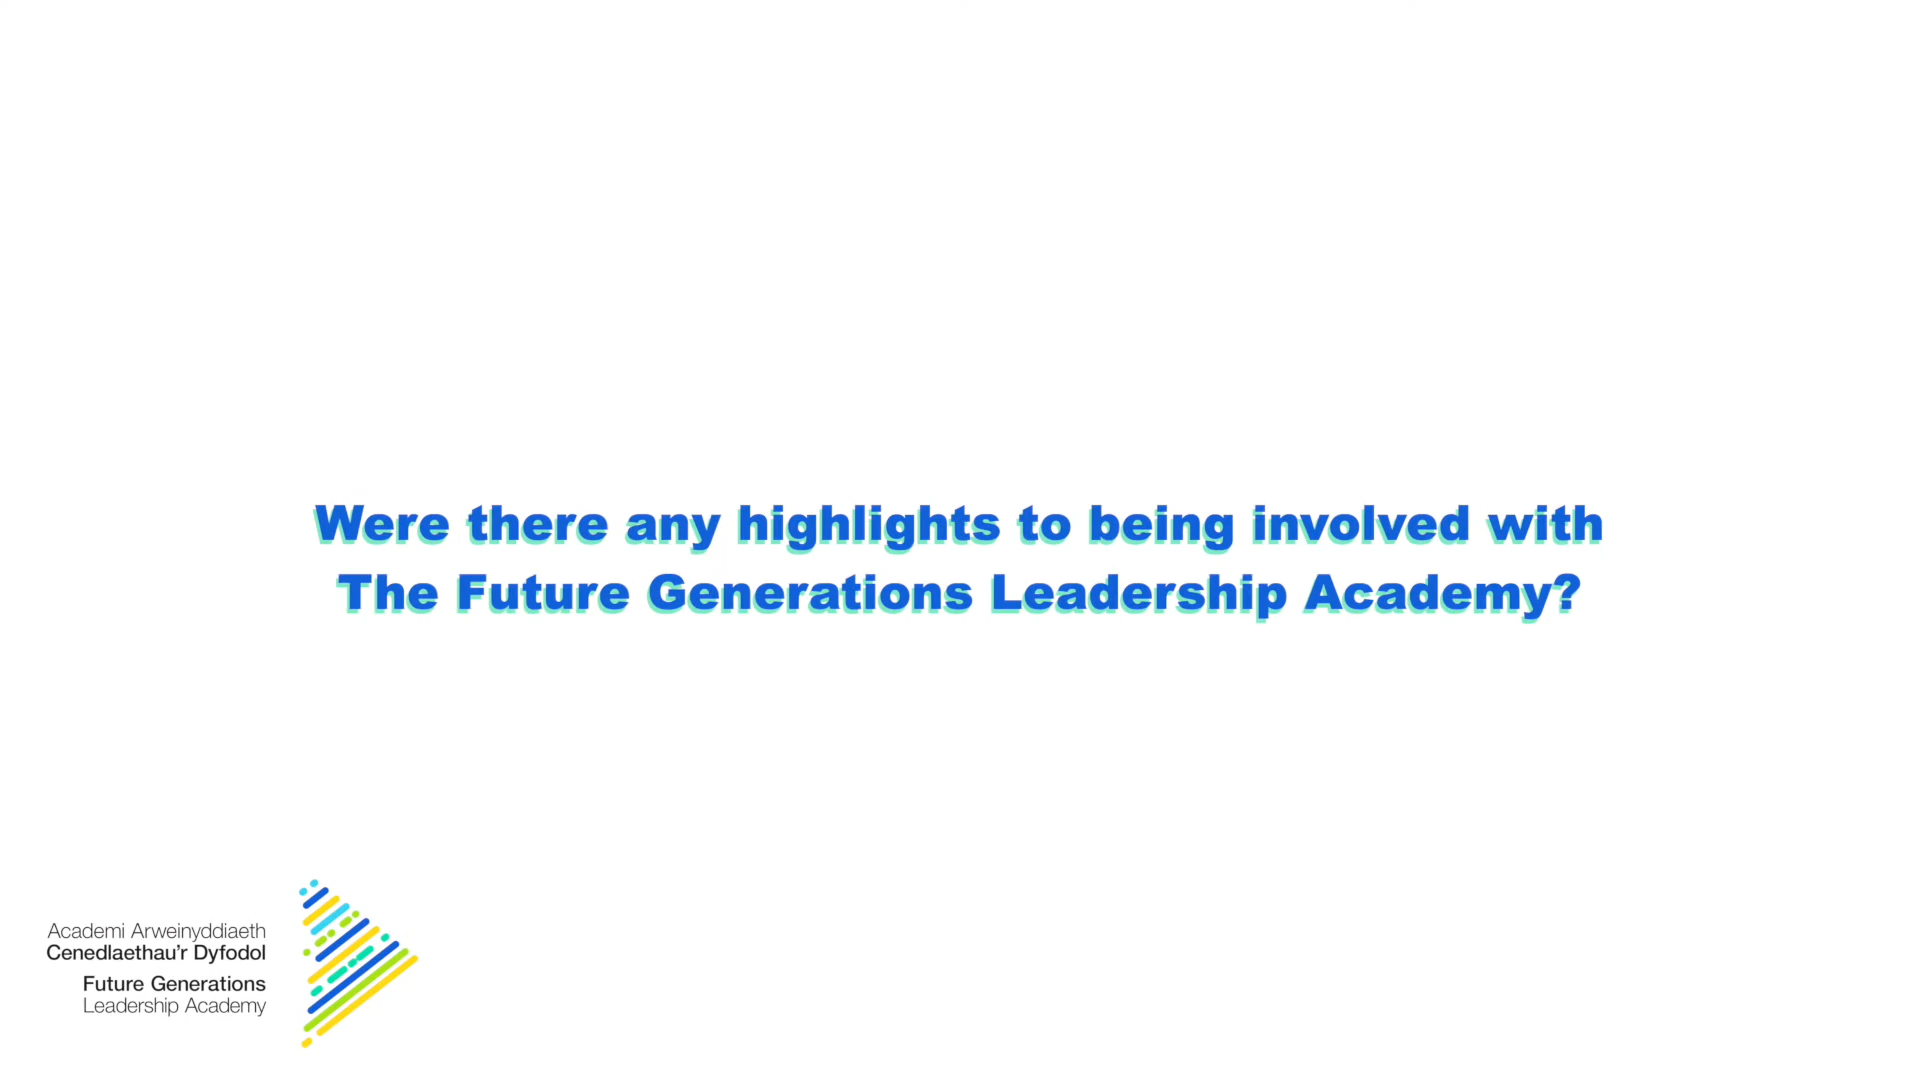 Were there any highlights to being involved with
The Future Generations Leadership Academy?
Academi Arweinyddiaeth
Cenedlaethau'r Dyfodol
Future Generations
Leadership Academy